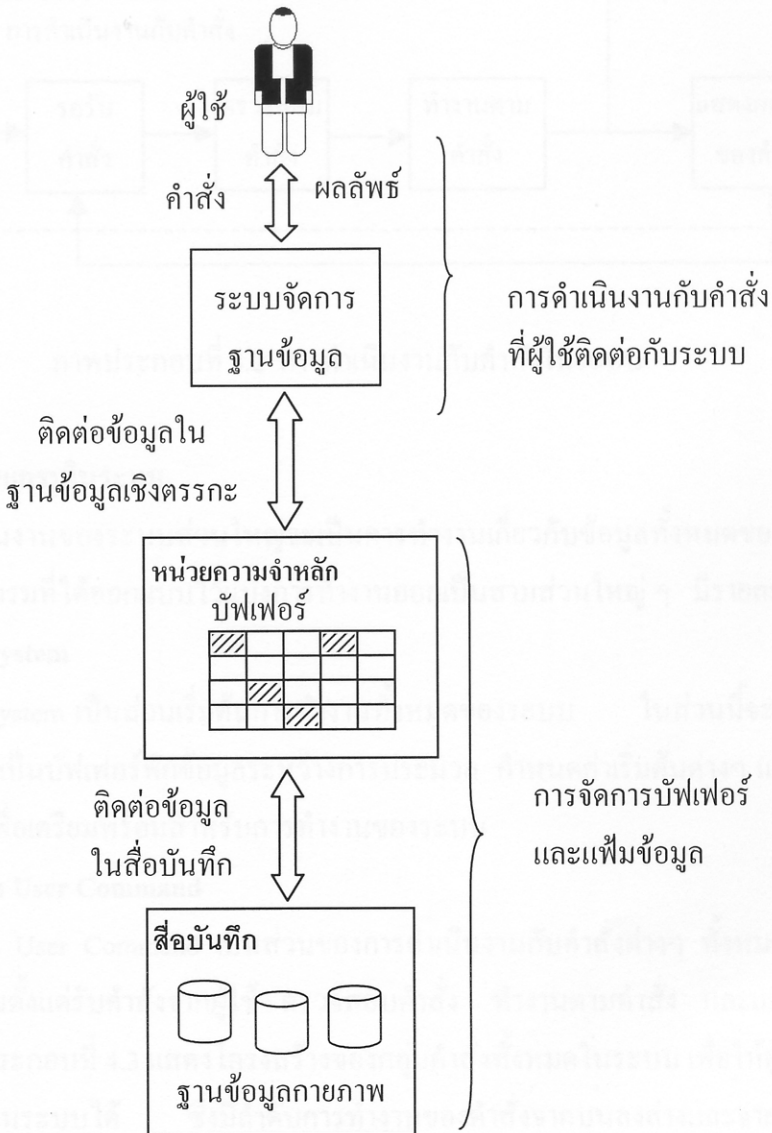 ผู้ใช้
คำสั่ง
ผลลัพธ์
ระบบจัดการ
ฐานข้อมูล
การดำเนินงานกับคำสั่ง
ที่ผู้ใช้ติดต่อกับระบบ
ติดต่อข้อมูลใน
ฐานข้อมูลเชิงตรรกะ
หน่วยความจำหลัก
บัฟเฟอร์
ติดต่อข้อมูล
ในสื่อบันทึก
การจัดการบัฟเฟอร์
และแฟ้มข้อมูล
สื่อบันทึก
ฐานข้อมูลกายภาพ